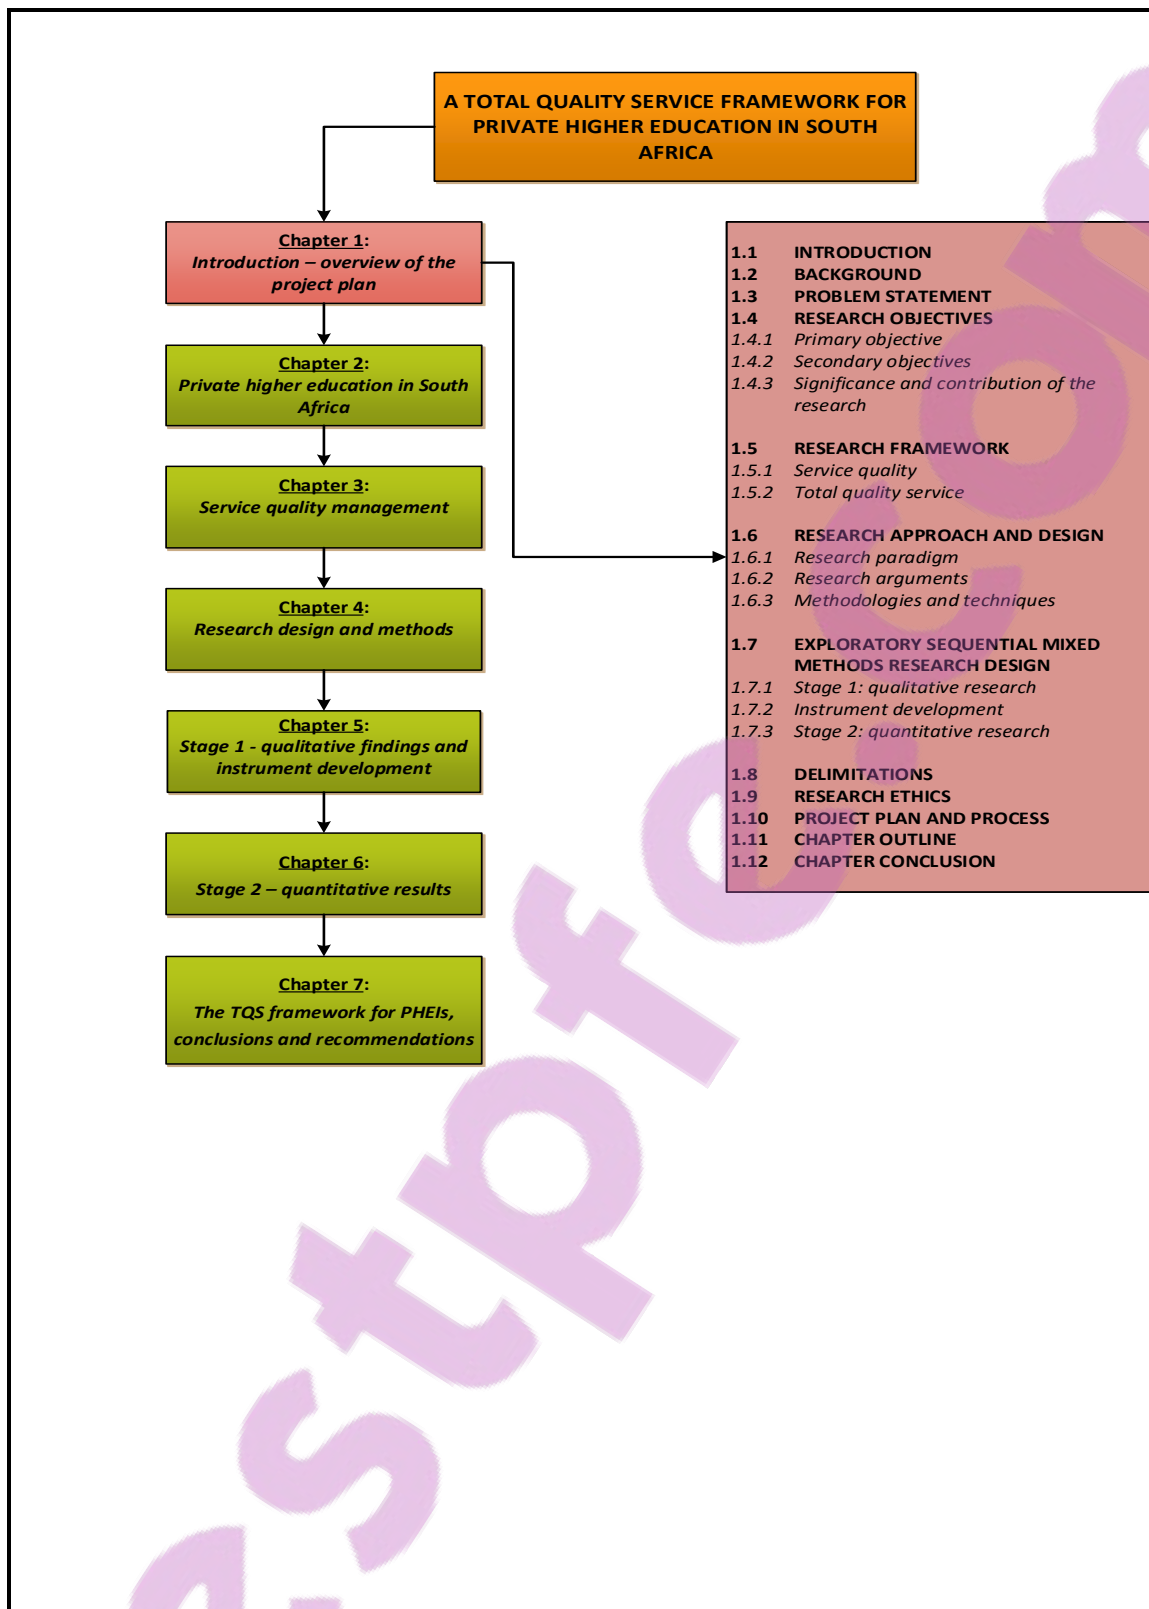 A TOTAL QUALITY SERVICE FRAMEWORK FOR
PRIVATE HIGHER EDUCATION IN SOUTH
AFRICA
Chapter 1:
Introduction – overview of the
project plan
Chapter 2:
Private higher education in South
Africa
Chapter 3:
Service quality management
Chapter 4:
Research design and methods
Chapter 5:
Stage 1 - qualitative findings and
instrument development
Chapter 6:
Stage 2 – quantitative results
Chapter 7:
The TQS framework for PHEIs,
conclusions and recommendations
1.1 INTRODUCTION
1.2 BACKGROUND
1.3 PROBLEM STATEMENT
1.4 RESEARCH OBJECTIVES
1.4.1 Primary objective
1.4.2 Secondary objectives
1.4.3 Significance and contribution of the
research
1.5 RESEARCH FRAMEWORK
1.5.1 Service quality
1.5.2 Total quality service
1.6 RESEARCH APPROACH AND DESIGN
1.6.1 Research paradigm
1.6.2 Research arguments
1.6.3 Methodologies and techniques
1.7 EXPLORATORY SEQUENTIAL MIXED
METHODS RESEARCH DESIGN
1.7.1 Stage 1: qualitative research
1.7.2 Instrument development
1.7.3 Stage 2: quantitative research
1.8 DELIMITATIONS
1.9 RESEARCH ETHICS
1.10 PROJECT PLAN AND PROCESS
1.11 CHAPTER OUTLINE
1.12 CHAPTER CONCLUSION
estpfe.com